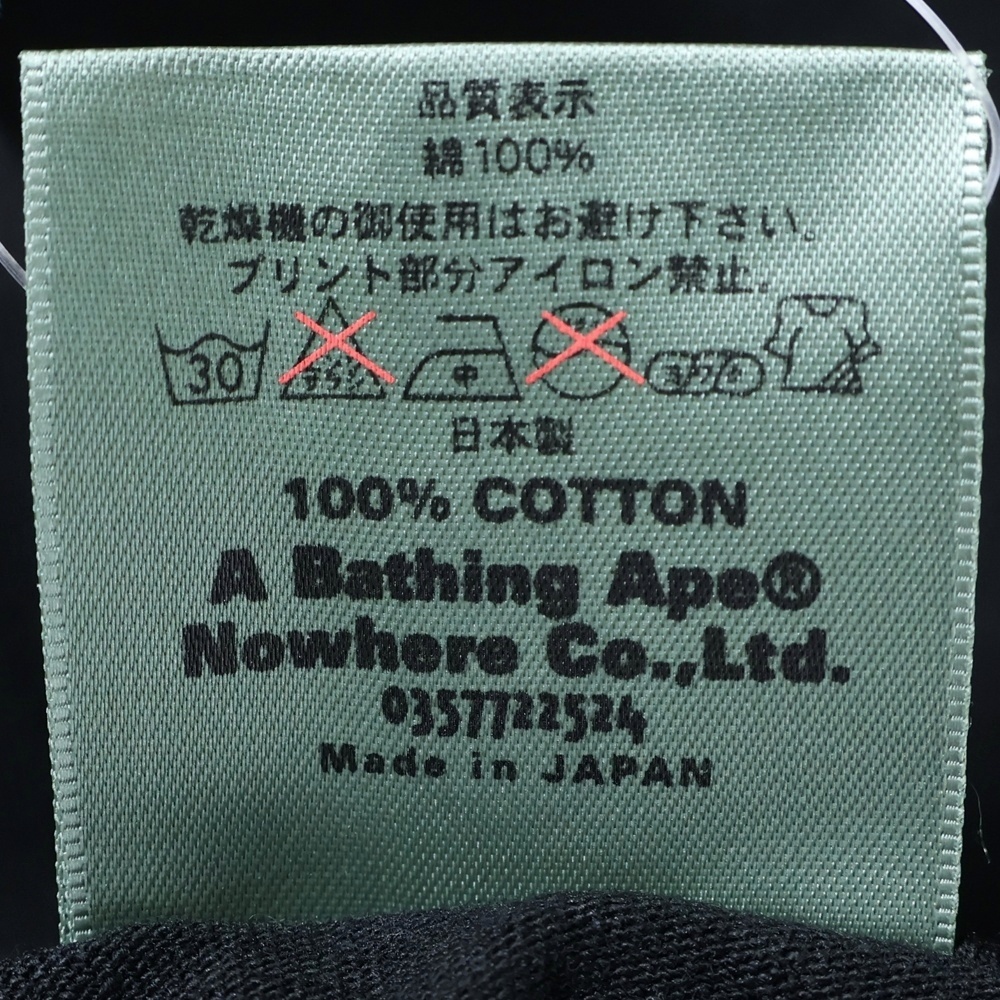 品質表示
綿100%
乾燥機の御使用はお避け下さい。
プリント部分アイロン禁止。
30 中
日本製
100% COTTON
A Bathing Ape®
Nowhere Co.,Ltd.
0357722524
Made in JAPAN